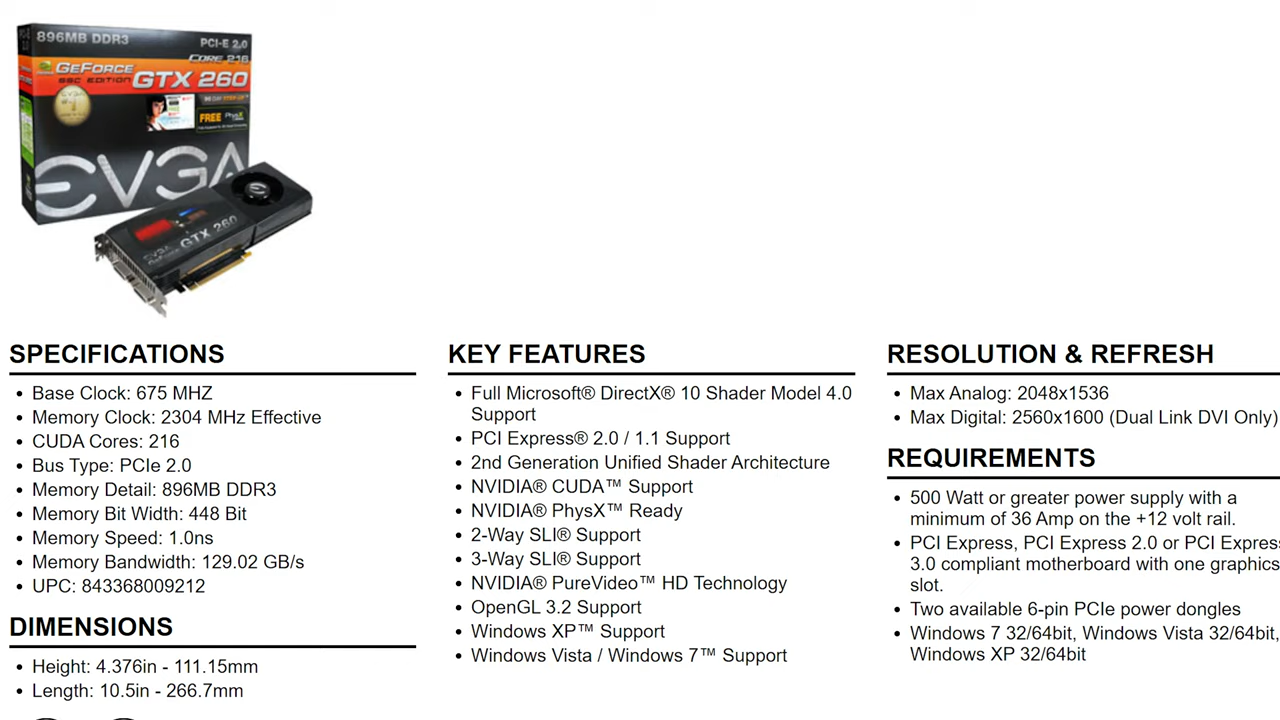 896MB DDR3
PCI-E 2.0
CORE 216
GEFORCE
SSC EDITION
GTX 260
FREE PhysX
EVGA
EVGA
GEFORCE GTX 260
SPECIFICATIONS
Base Clock: 675 MHZ
Memory Clock: 2304 MHz Effective
CUDA Cores: 216
Bus Type: PCIe 2.0
Memory Detail: 896MB DDR3
Memory Bit Width: 448 Bit
Memory Speed: 1.0ns
Memory Bandwidth: 129.02 GB/s
UPC: 843368009212
DIMENSIONS
Height: 4.376in - 111.15mm
Length: 10.5in - 266.7mm
KEY FEATURES
Full Microsoft® DirectX® 10 Shader Model 4.0
Support
PCI Express® 2.0 / 1.1 Support
2nd Generation Unified Shader Architecture
NVIDIA® CUDA™ Support
NVIDIA® PhysX™ Ready
2-Way SLI® Support
3-Way SLI® Support
NVIDIA® PureVideo™ HD Technology
OpenGL 3.2 Support
Windows XP™ Support
Windows Vista / Windows 7™ Support
RESOLUTION & REFRESH
Max Analog: 2048x1536
Max Digital: 2560x1600 (Dual Link DVI Only)
REQUIREMENTS
500 Watt or greater power supply with a
minimum of 36 Amp on the +12 volt rail.
PCI Express, PCI Express 2.0 or PCI Express
3.0 compliant motherboard with one graphics
slot.
Two available 6-pin PCIe power dongles
Windows 7 32/64bit, Windows Vista 32/64bit,
Windows XP 32/64bit